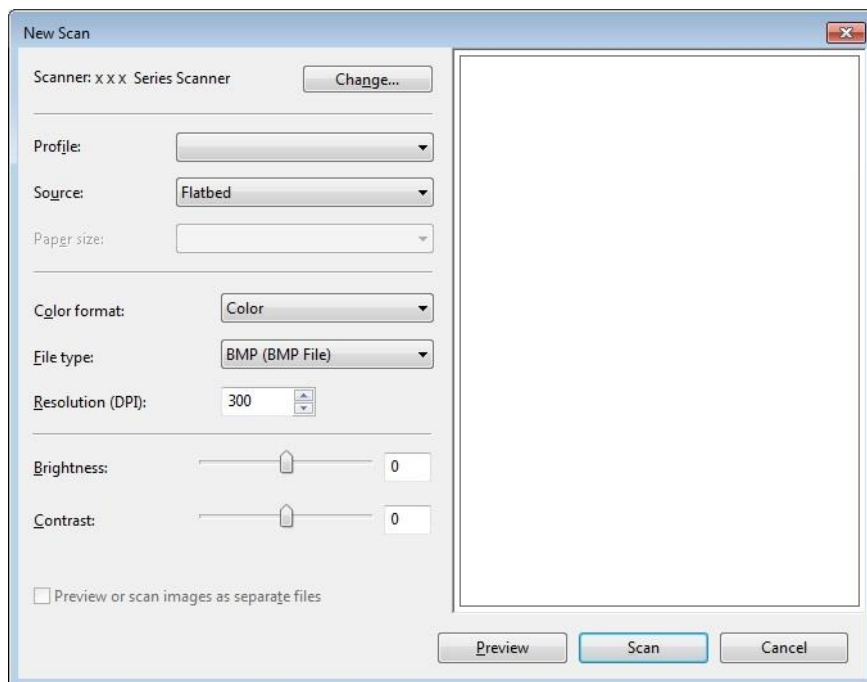 New Scan
Scanner: x x x Series Scanner Change...
Profile:
Source: Flatbed
Paper size:
Color format: Color
File type: BMP (BMP File)
Resolution (DPI): 300
Brightness: 0
Contrast: 0
Preview or scan images as separate files
Preview Scan Cancel